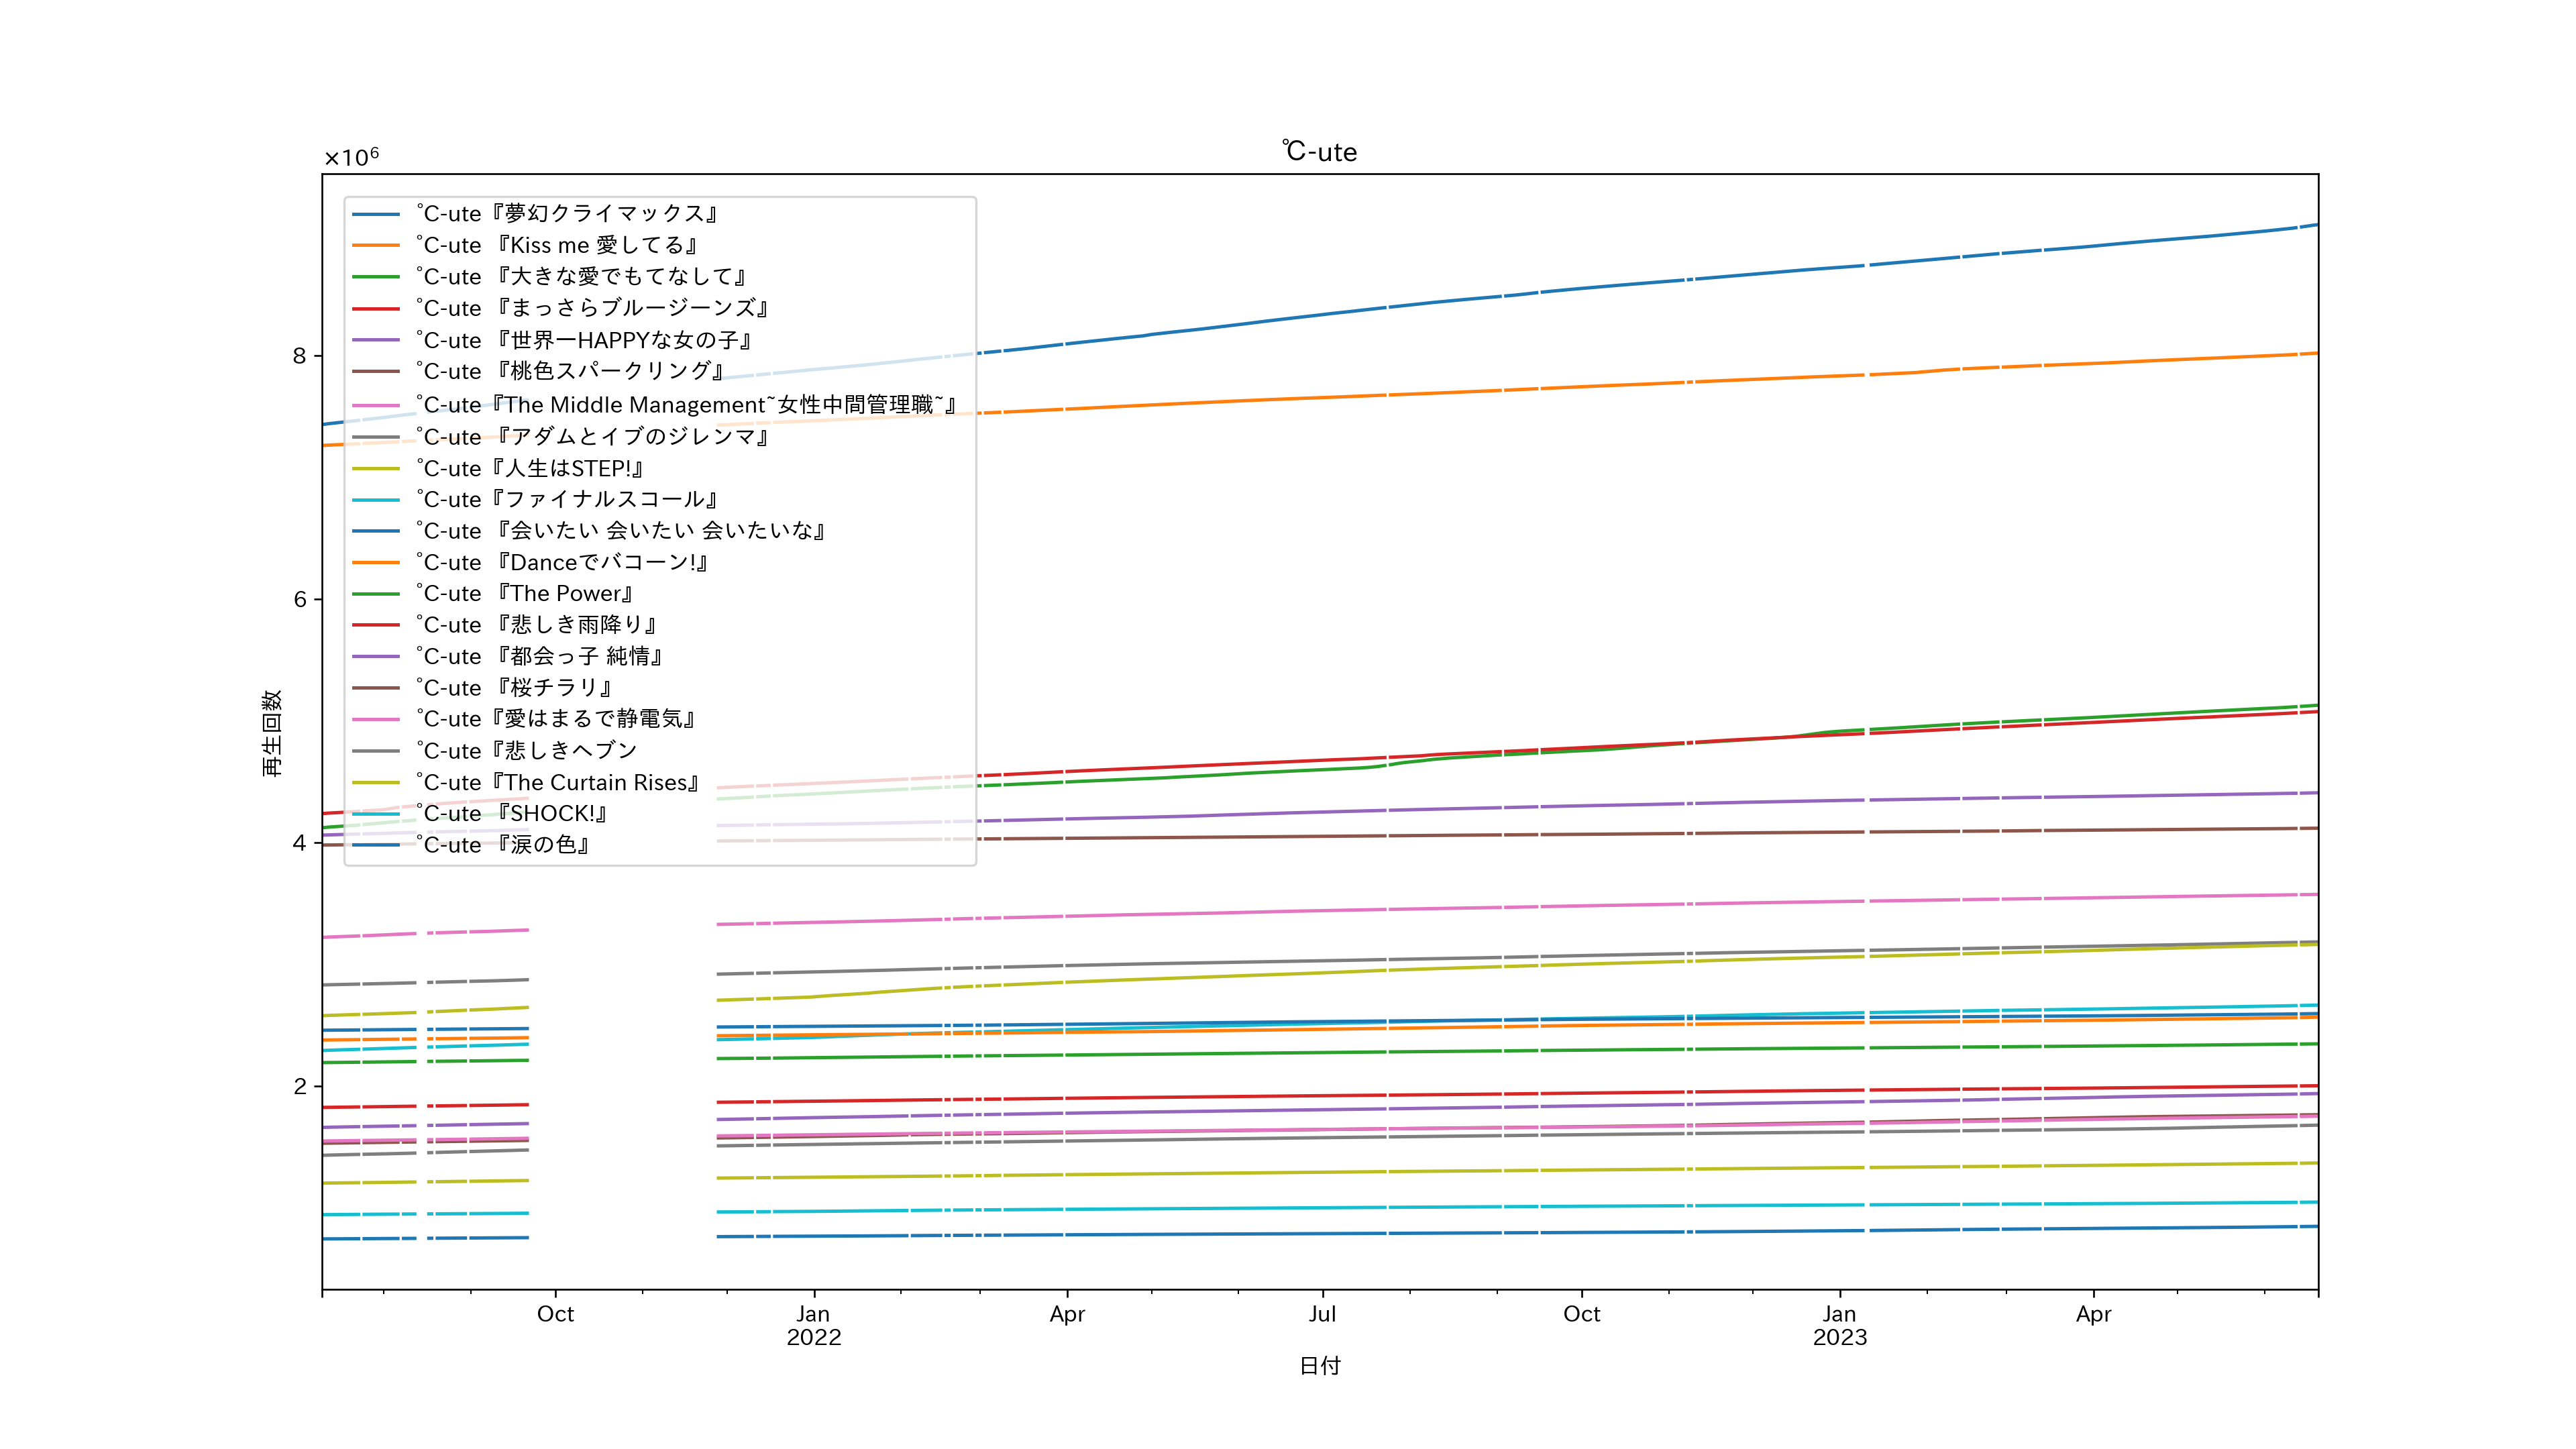 ℃-ute
×10⁶
8
6
4
2
再生回数
°C-ute『夢幻クライマックス』
°C-ute 『Kiss me 愛してる』
°C-ute 『大きな愛でもてなして』
°C-ute 『まっさらブルージーンズ』
°C-ute 『世界一HAPPYな女の子』
°C-ute 『桃色スパークリング』
°C-ute『The Middle Management~女性中間管理職~』
°C-ute『アダムとイブのジレンマ』
°C-ute『人生はSTEP!』
°C-ute『ファイナルスコール』
°C-ute 『会いたい 会いたい 会いたいな』
°C-ute 『Danceでバコーン!』
°C-ute 『The Power』
°C-ute 『悲しき雨降り』
°C-ute 『都会っ子 純情』
°C-ute 『桜チラリ』
°C-ute『愛はまるで静電気』
°C-ute『悲しきヘブン
°C-ute『The Curtain Rises』
°C-ute 『SHOCK!』
°C-ute 『涙の色』
Oct Jan Apr Jul Oct Jan Apr
2022 2023
日付